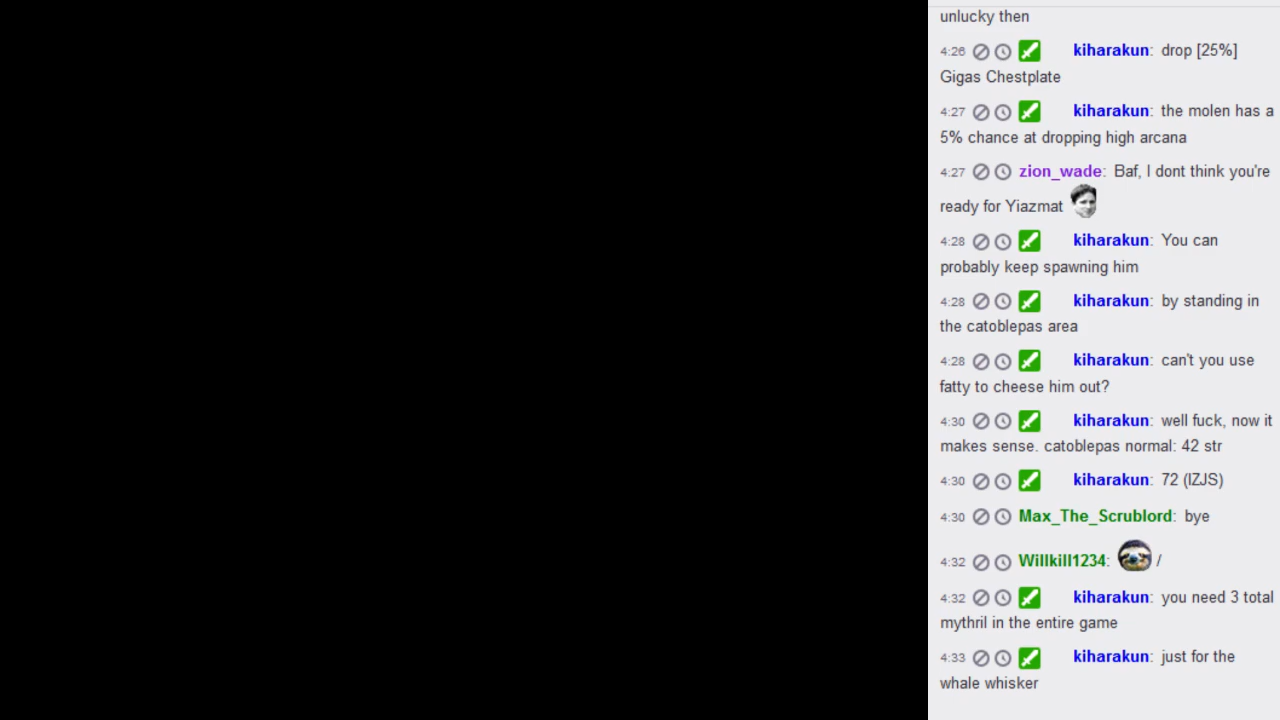 unlucky then
4:26 kiharakun: drop [25%]
Gigas Chestplate
4:27 kiharakun: the molen has a
5% chance at dropping high arcana
4:27 zion_wade: Baf, I dont think you're
ready for Yiazmat
4:28 kiharakun: You can
probably keep spawning him
4:28 kiharakun: by standing in
the catoblepas area
4:28 kiharakun: can't you use
fatty to cheese him out?
4:30 kiharakun: well fuck, now it
makes sense. catoblepas normal: 42 str
4:30 kiharakun: 72 (IZJS)
4:30 Max_The_Scrublord: bye
4:32 Willkill1234: /
4:32 kiharakun: you need 3 total
mythril in the entire game
4:33 kiharakun: just for the
whale whisker